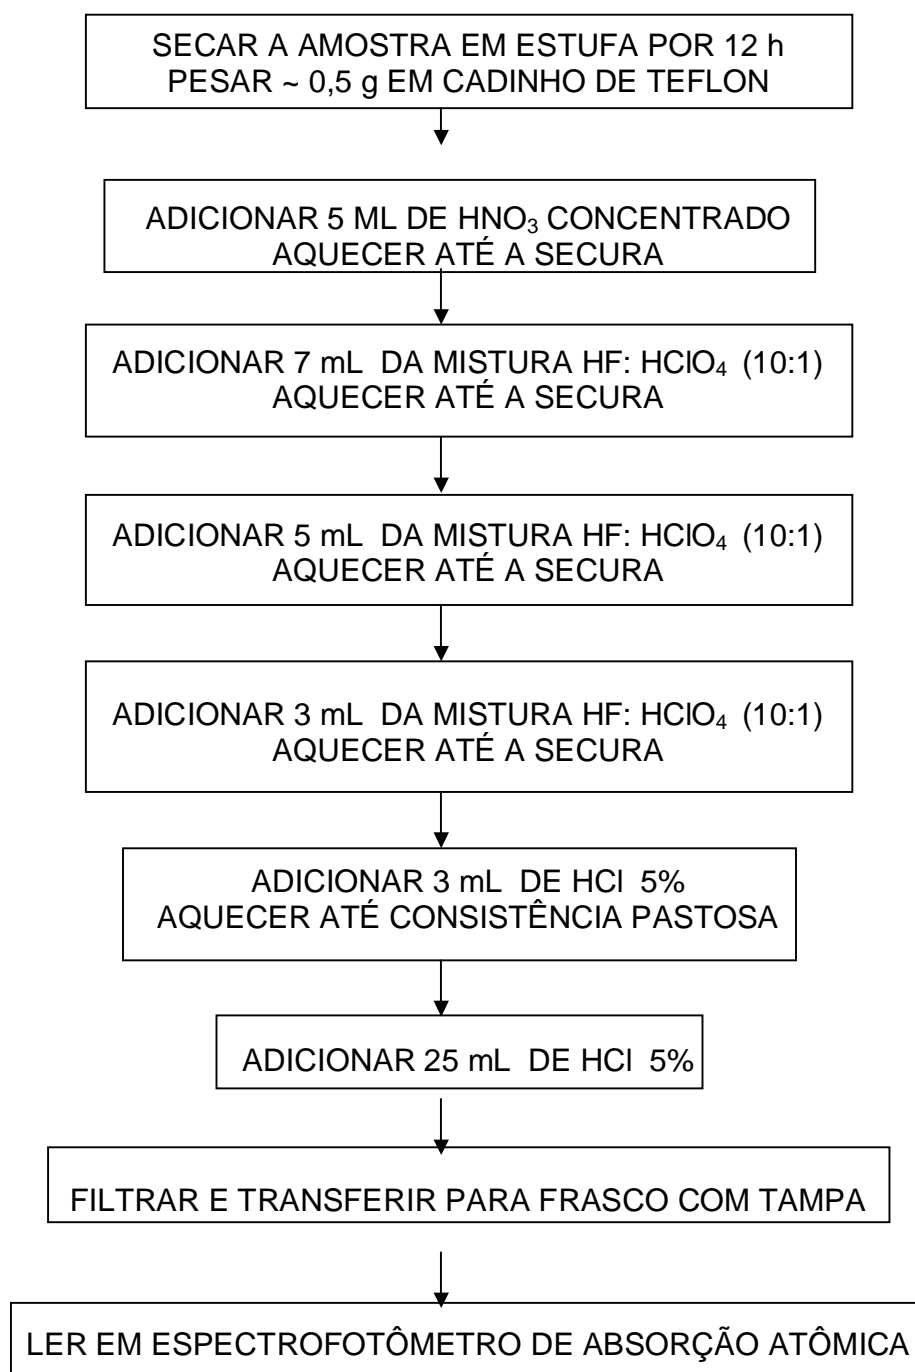 SECAR A AMOSTRA EM ESTUFA POR 12 h
PESAR ~ 0,5 g EM CADINHO DE TEFLON
ADICIONAR 5 ML DE HNO₃ CONCENTRADO
AQUECER ATÉ A SECURA
ADICIONAR 7 mL DA MISTURA HF: HClO₄ (10:1)
AQUECER ATÉ A SECURA
ADICIONAR 5 mL DA MISTURA HF: HClO₄ (10:1)
AQUECER ATÉ A SECURA
ADICIONAR 3 mL DA MISTURA HF: HClO₄ (10:1)
AQUECER ATÉ A SECURA
ADICIONAR 3 mL DE HCl 5%
AQUECER ATÉ CONSISTÊNCIA PASTOSA
ADICIONAR 25 mL DE HCl 5%
FILTRAR E TRANSFERIR PARA FRASCO COM TAMPA
LER EM ESPECTROFOTÔMETRO DE ABSORÇÃO ATÔMICA